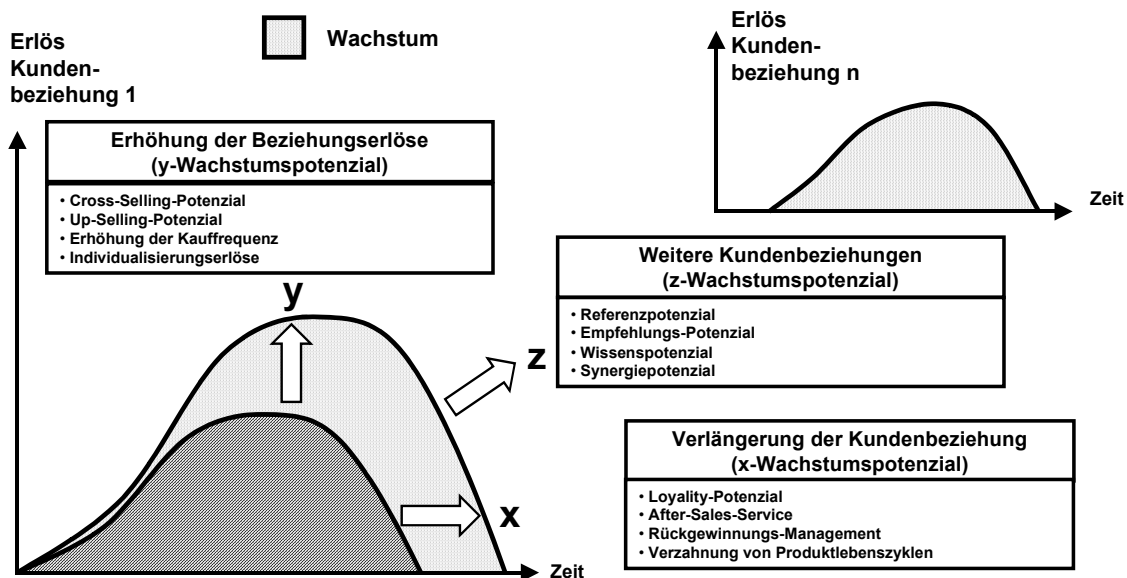 Erlös
Kunden-
beziehung 1
Wachstum
Erlös
Kunden-
beziehung n
Zeit
Erhöhung der Beziehungserlöse
(y-Wachstumspotenzial)
• Cross-Selling-Potenzial
• Up-Selling-Potenzial
• Erhöhung der Kauffrequenz
• Individualisierungserlöse
Weitere Kundenbeziehungen
(z-Wachstumspotenzial)
• Referenzpotenzial
• Empfehlungs-Potenzial
• Wissenspotenzial
• Synergiepotenzial
y
z
x
Verlängerung der Kundenbeziehung
(x-Wachstumspotenzial)
• Loyality-Potenzial
• After-Sales-Service
• Rückgewinnungs-Management
• Verzahnung von Produktlebenszyklen
Zeit